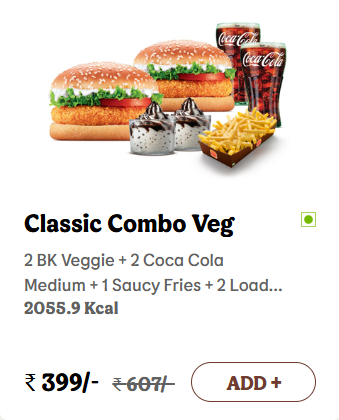 Coca-Cola
Coca-Cola
Classic Combo Veg
2 BK Veggie + 2 Coca Cola
Medium + 1 Saucy Fries + 2 Load...
2055.9 Kcal
₹ 399/- ₹ 607/- ADD +